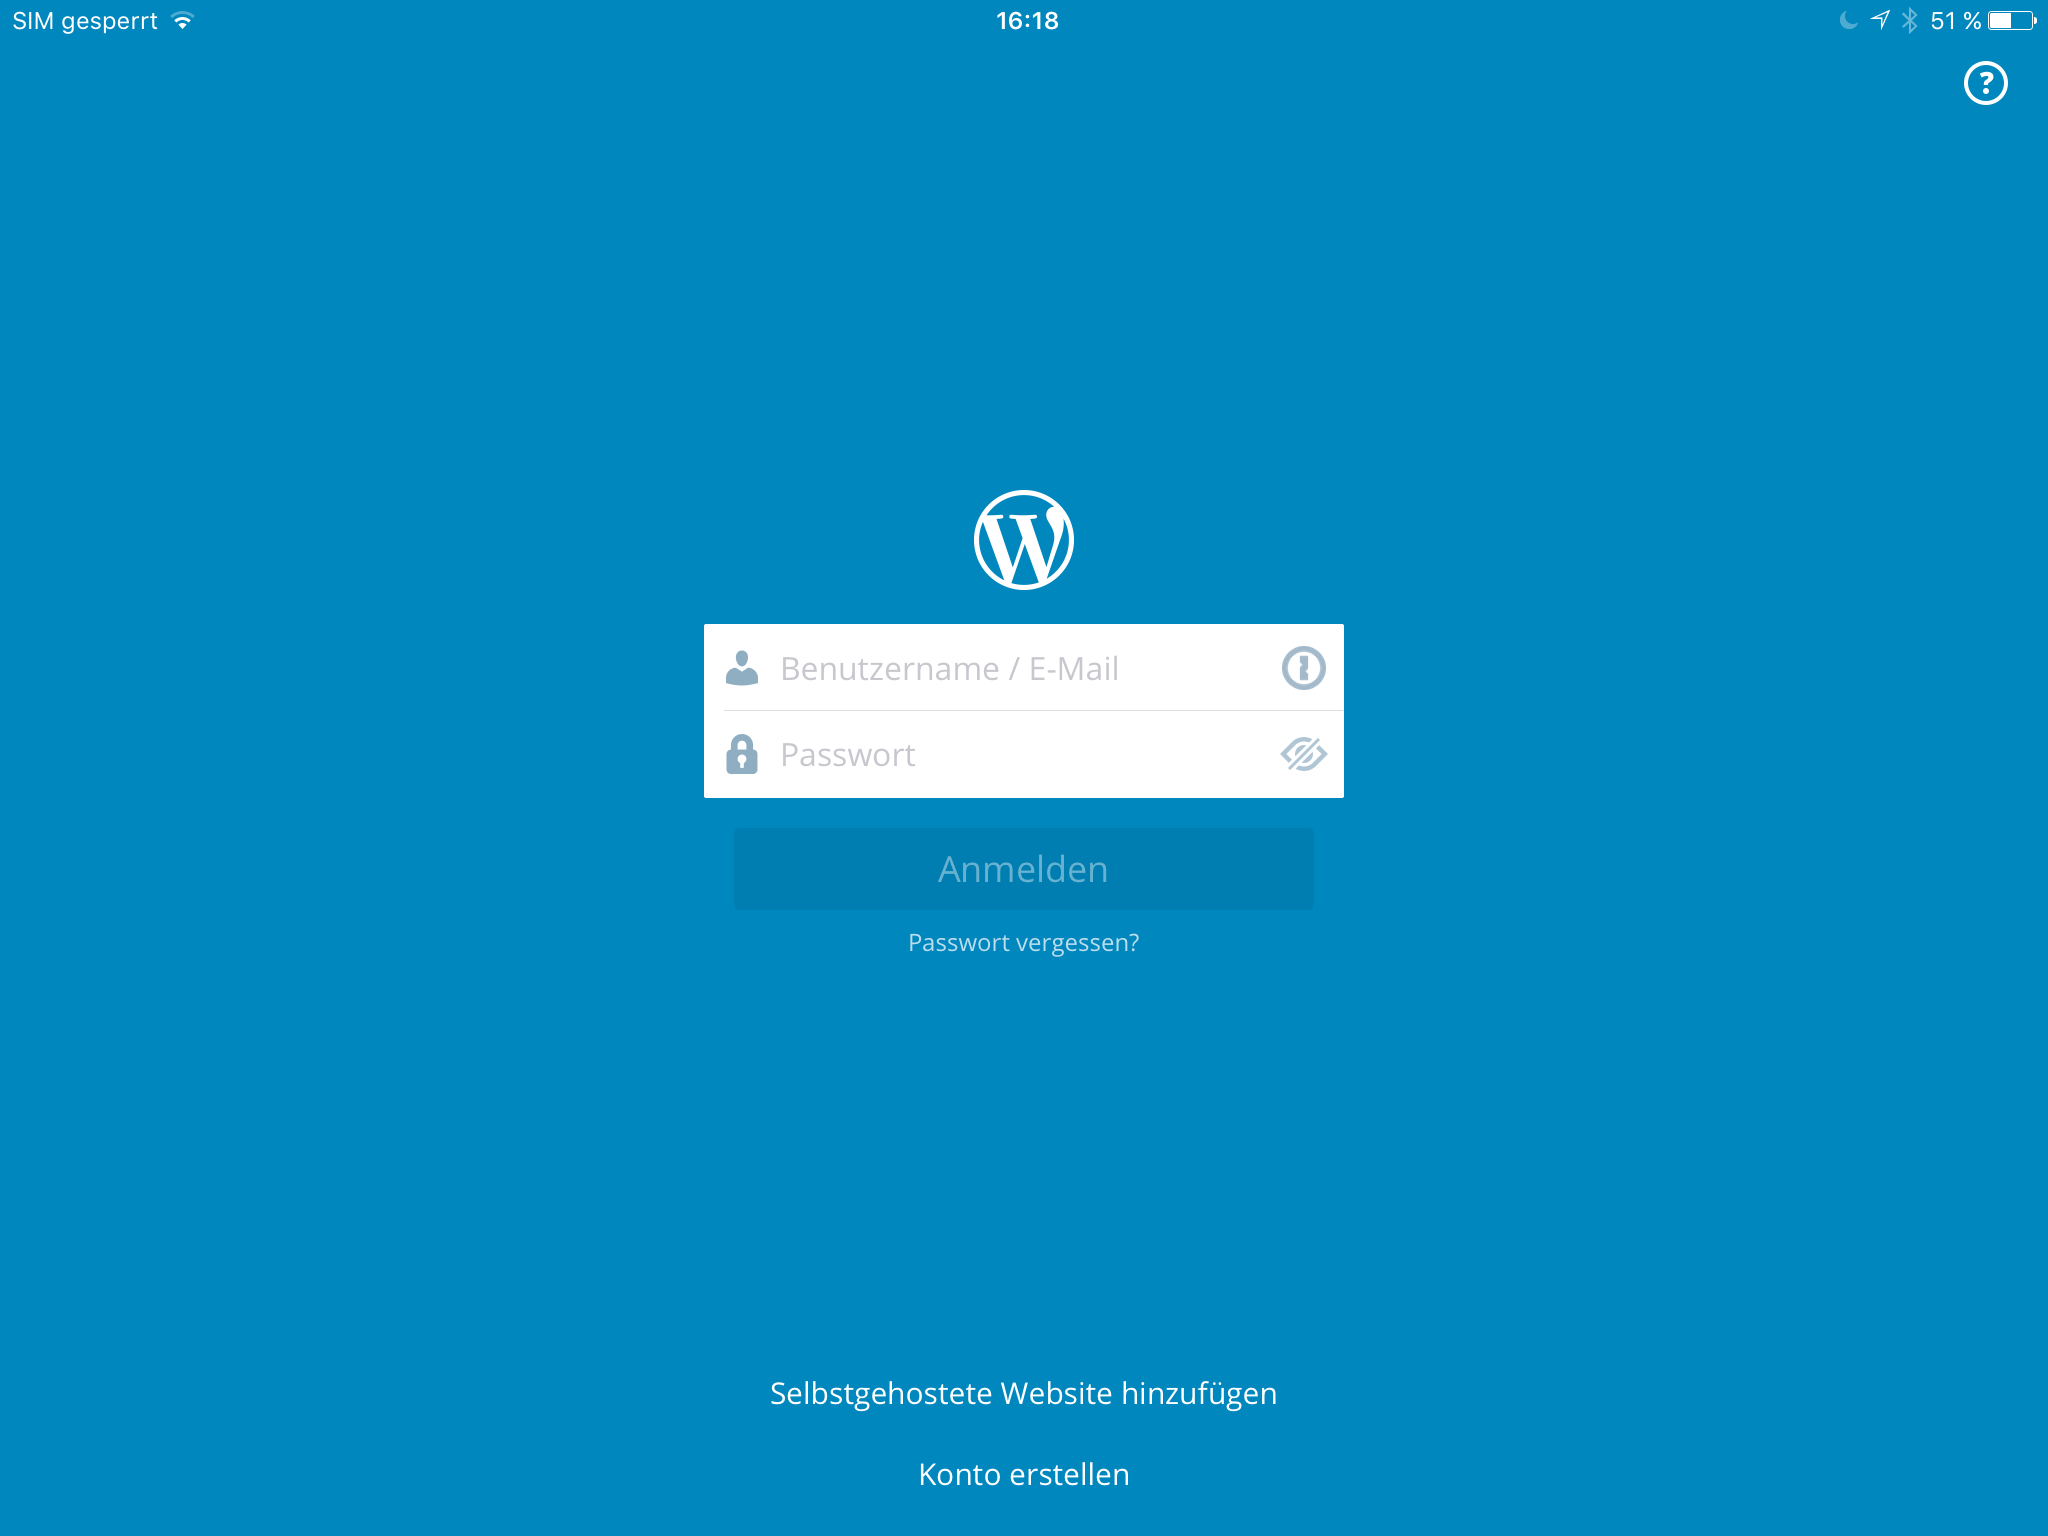 SIM gesperrt
16:18
51 %
?
Benutzername / E-Mail
Passwort
Anmelden
Passwort vergessen?
Selbstgehostete Website hinzufügen
Konto erstellen